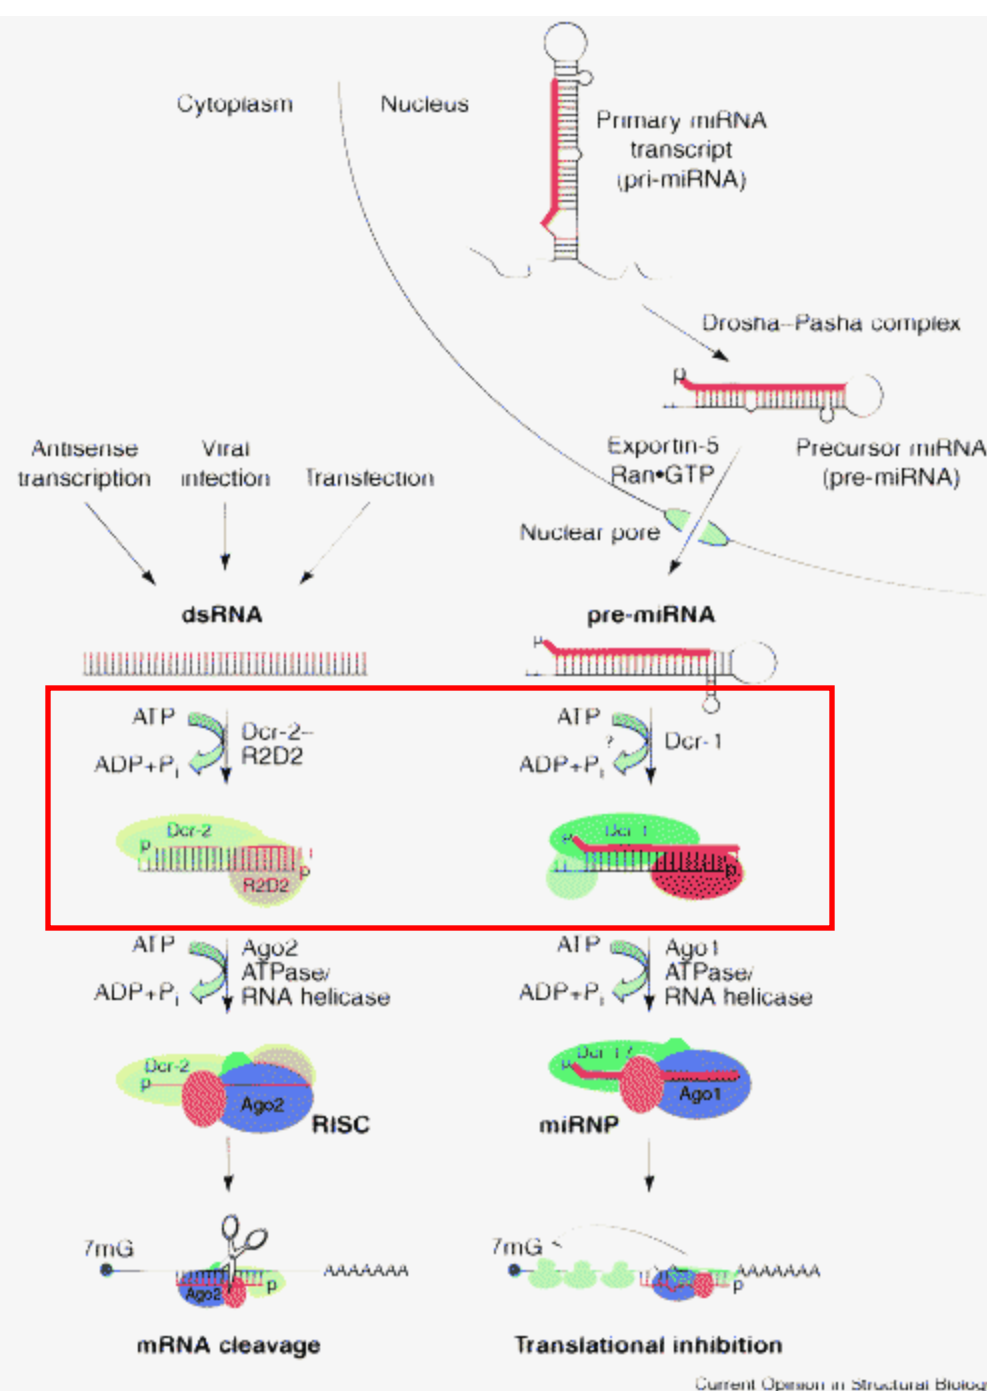 Cytoplasm
Nucleus
Primary miRNA
transcript
(pri-miRNA)
Drosha–Pasha complex
p
Precursor miRNA
(pre-miRNA)
Exportin-5
Ran•GTP
Nuclear pore
Antisense
transcription
Viral
infection
Transfection
dsRNA
pre-miRNA
p
ATP
ADP+Pi
Dcr-2–
R2D2
ATP
?
ADP+Pi
Dcr-1
Dcr-2
p
p
R2D2
Dcr-1
p
p
ATP
ADP+Pi
Ago2
ATPase/
RNA helicase
ATP
ADP+Pi
Ago1
ATPase/
RNA helicase
Dcr-2
p
Ago2
RISC
Dcr-1?
p
Ago1
miRNP
7mG
Ago2
p
AAAAAAA
mRNA cleavage
7mG
p
AAAAAAA
Translational inhibition
Current Opinion in Structural Biology